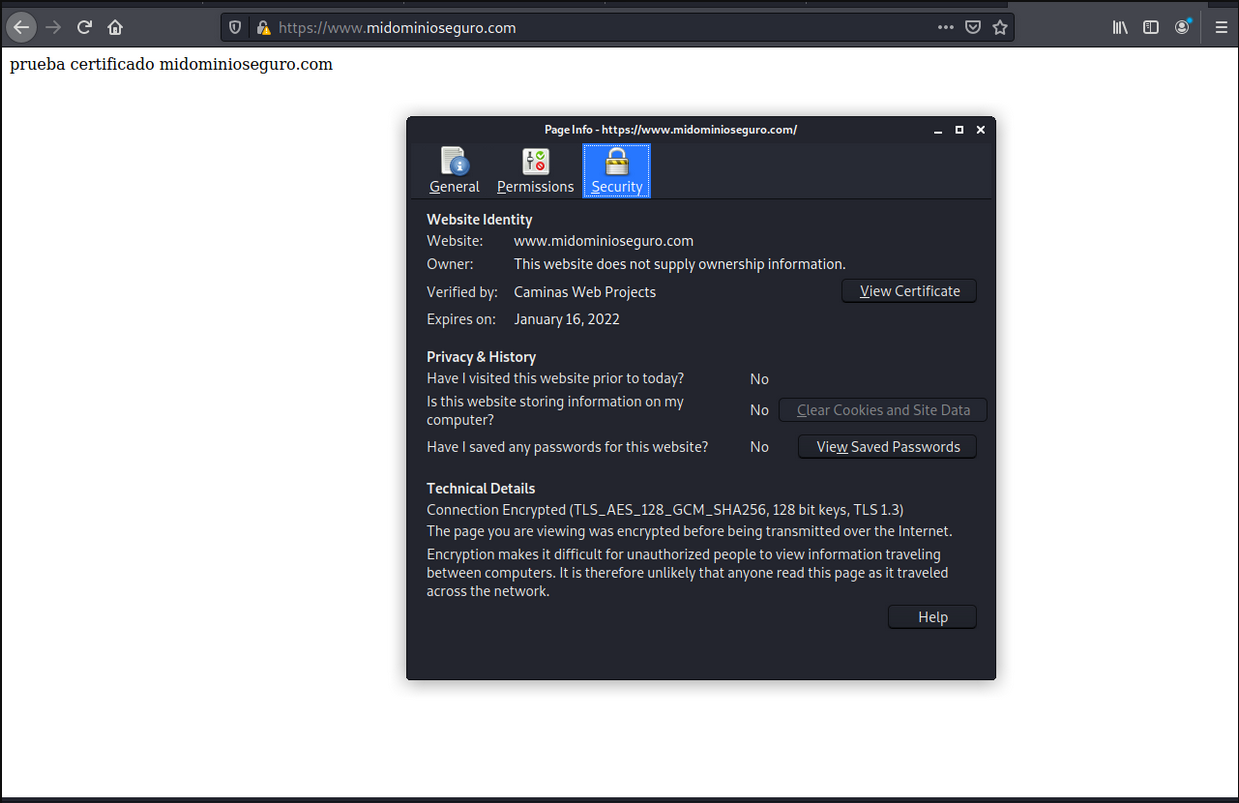 https://www.midominioseguro.com
prueba certificado midominioseguro.com
Page Info - https://www.midominioseguro.com/
General Permissions Security
Website Identity
Website: www.midominioseguro.com
Owner: This website does not supply ownership information.
Verified by: Caminas Web Projects View Certificate
Expires on: January 16, 2022
Privacy & History
Have I visited this website prior to today? No
Is this website storing information on my
computer? No Clear Cookies and Site Data
Have I saved any passwords for this website? No View Saved Passwords
Technical Details
Connection Encrypted (TLS_AES_128_GCM_SHA256, 128 bit keys, TLS 1.3)
The page you are viewing was encrypted before being transmitted over the Internet.
Encryption makes it difficult for unauthorized people to view information traveling
between computers. It is therefore unlikely that anyone read this page as it traveled
across the network.
Help